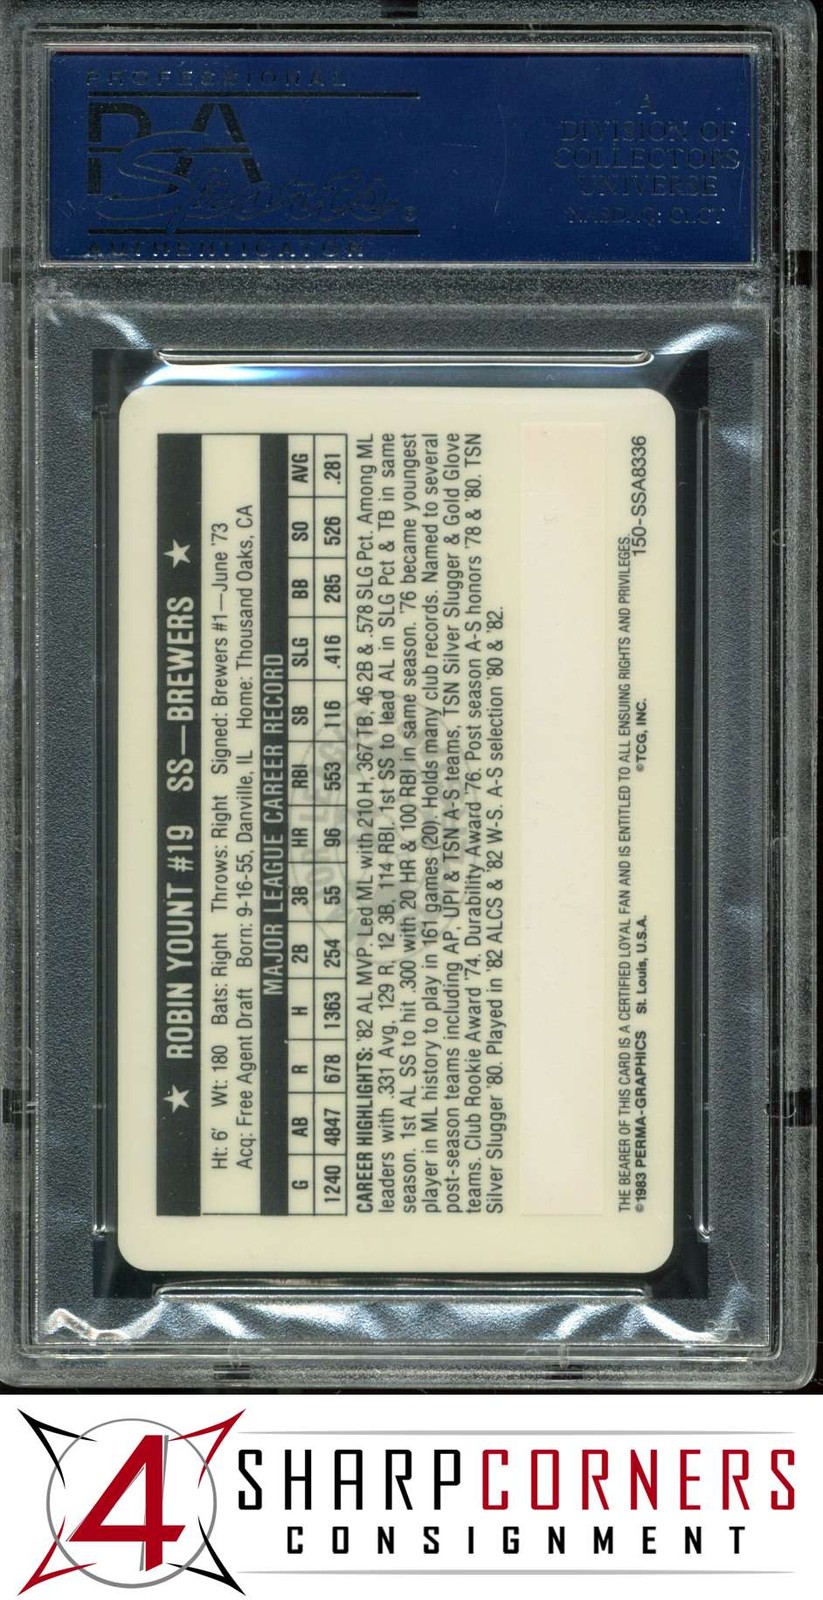 PROFESSIONAL
PSA
Sports®
AUTHENTICATOR
A
DIVISION OF
COLLECTORS
UNIVERSE
NASDAQ: CLCT
★ ROBIN YOUNT #19 SS—BREWERS ★
Ht: 6' Wt: 180 Bats: Right Throws: Right Signed: Brewers #1—June '73
Acq: Free Agent Draft Born: 9-16-55, Danville, IL Home: Thousand Oaks, CA
MAJOR LEAGUE CAREER RECORD
G AB R H 2B 3B HR RBI SB SLG BB SO AVG
1240 4847 678 1363 254 55 96 553 116 .416 285 526 .281
CAREER HIGHLIGHTS: '82 AL MVP. Led ML with 210 H, 367TB, 46 2B & .578 SLG Pct. Among ML
leaders with .331 Avg, 129 R, 12 3B, 114 RBI. 1st SS to lead AL in SLG Pct & TB in same
season. 1st AL SS to hit .300 with 20 HR & 100 RBI in same season. '76 became youngest
player in ML history to play in 161 games (20). Holds many club records. Named to several
post-season teams including AP, UPI & TSN A-S teams, TSN Silver Slugger & Gold Glove
teams. Club Rookie Award '74. Durability Award '76. Post season A-S honors '78 & '80. TSN
Silver Slugger '80. Played in '82 ALCS & '82 W-S. A-S selection '80 & '82.
THE BEARER OF THIS CARD IS A CERTIFIED LOYAL FAN AND IS ENTITLED TO ALL ENSUING RIGHTS AND PRIVILEGES.
©1983 PERMA-GRAPHICS St. Louis, U.S.A. ©TCG, INC. 150-SSA8336
4
SHARPCORNERS
CONSIGNMENT